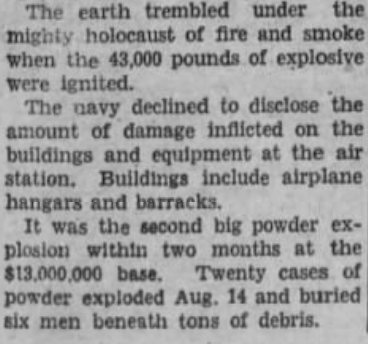 The earth trembled under the
mighty holocaust of fire and smoke
when the 43,000 pounds of explosive
were ignited.
The navy declined to disclose the
amount of damage inflicted on the
buildings and equipment at the air
station. Buildings include airplane
hangars and barracks.
It was the second big powder ex-
plosion within two months at the
$13,000,000 base. Twenty cases of
powder exploded Aug. 14 and buried
six men beneath tons of debris.